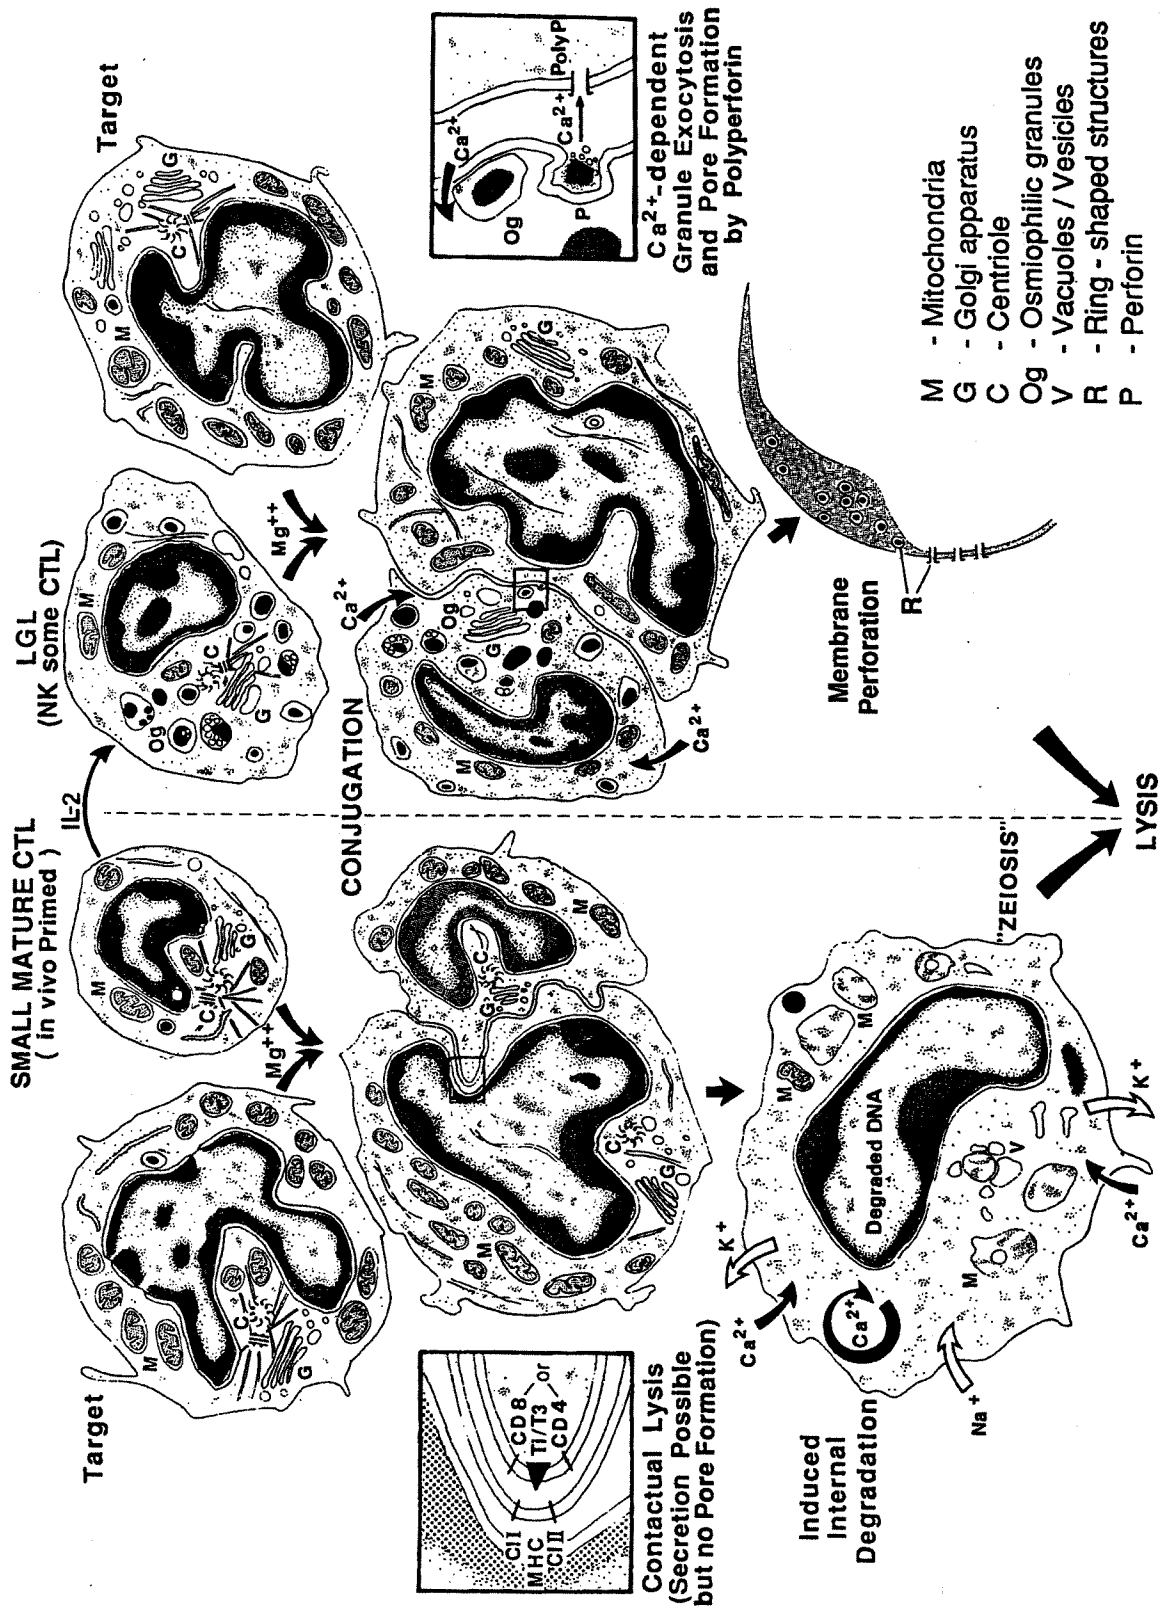 SMALL MATURE CTL
( in vivo Primed )
IL-2
LGL
(NK some CTL)
Target
M
C
G
Mg++
M
C
G
M
Og
C
G
Mg++
Target
M
C
G
CONJUGATION
Ca2+
M
C
G
C
G
M
M
G
Og
Ca2+
M
G
CII
MHC
CI
CD8
Ti/T3
CD4
or
Contactual Lysis
(Secretion Possible
but no Pore Formation)
Og
Ca2+
P
Ca2+
PolyP
Ca2+-dependent
Granule Exocytosis
and Pore Formation
by Polyperforin
Induced
Internal
Degradation
Ca2+
K+
Ca2+
Na+
M
M
M
Degraded DNA
V
Ca2+
K+
"ZEIOSIS"
Membrane
Perforation
R
LYSIS
M - Mitochondria
G - Golgi apparatus
C - Centriole
Og - Osmiophilic granules
V - Vacuoles / Vesicles
R - Ring - shaped structures
P - Perforin